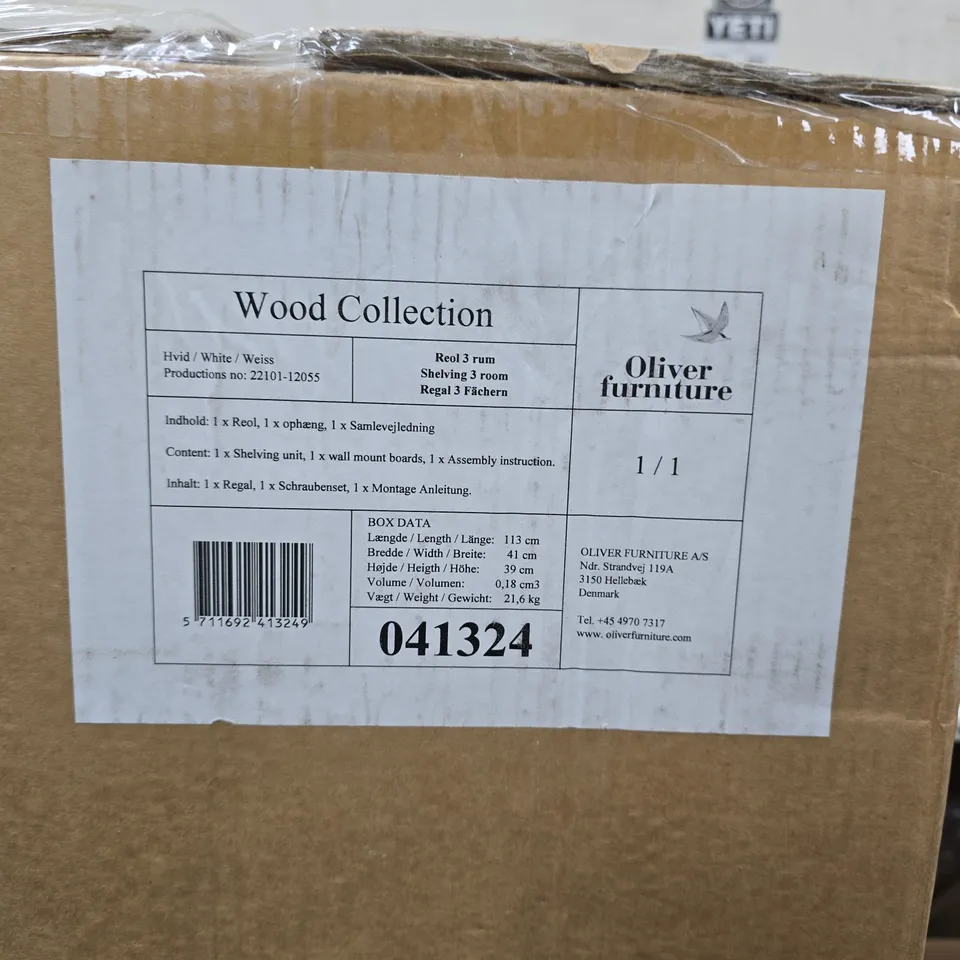 YETI
Wood Collection
Hvid / White / Weiss
Productions no: 22101-12055
Reol 3 rum
Shelving 3 room
Regal 3 Fächern
Oliver
furniture
Indhold: 1 x Reol, 1 x ophæng, 1 x Samlevejledning
Content: 1 x Shelving unit, 1 x wall mount boards, 1 x Assembly instruction.
Inhalt: 1 x Regal, 1 x Schraubenset, 1 x Montage Anleitung.
1 / 1
5 711692 413249
BOX DATA
Længde / Length / Länge: 113 cm
Bredde / Width / Breite: 41 cm
Højde / Heigth / Höhe: 39 cm
Volume / Volumen: 0,18 cm3
Vægt / Weight / Gewicht: 21,6 kg
041324
OLIVER FURNITURE A/S
Ndr. Strandvej 119A
3150 Hellebæk
Denmark
Tel. +45 4970 7317
www. oliverfurniture.com